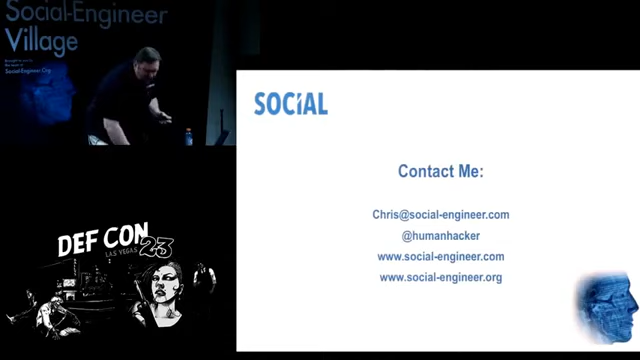 Social-Engineer
Village
Social-Engineer.Org
SOCIAL
Contact Me:
Chris@social-engineer.com
@humanhacker
www.social-engineer.com
www.social-engineer.org
DEF CON
LAS VEGAS 23